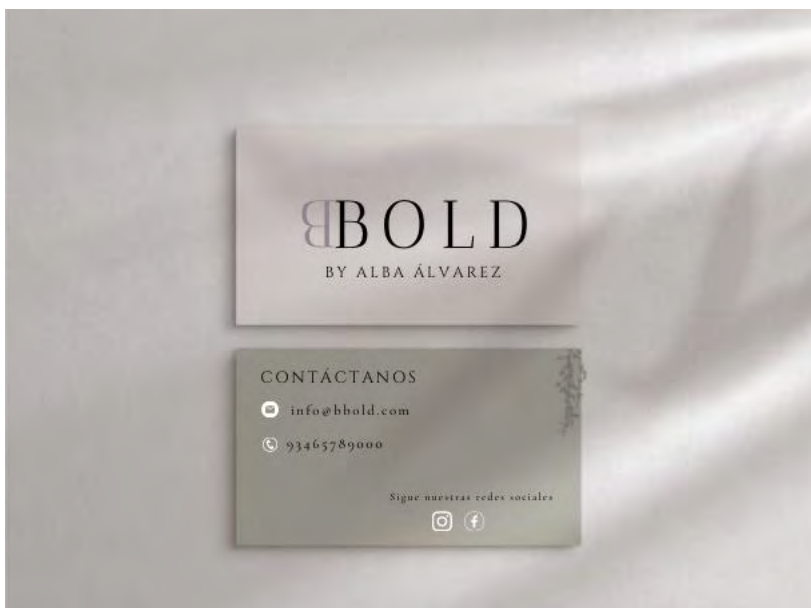 BBOLD
BY ALBA ÁLVAREZ
CONTÁCTANOS
info@bbold.com
93465789000
Sigue nuestras redes sociales